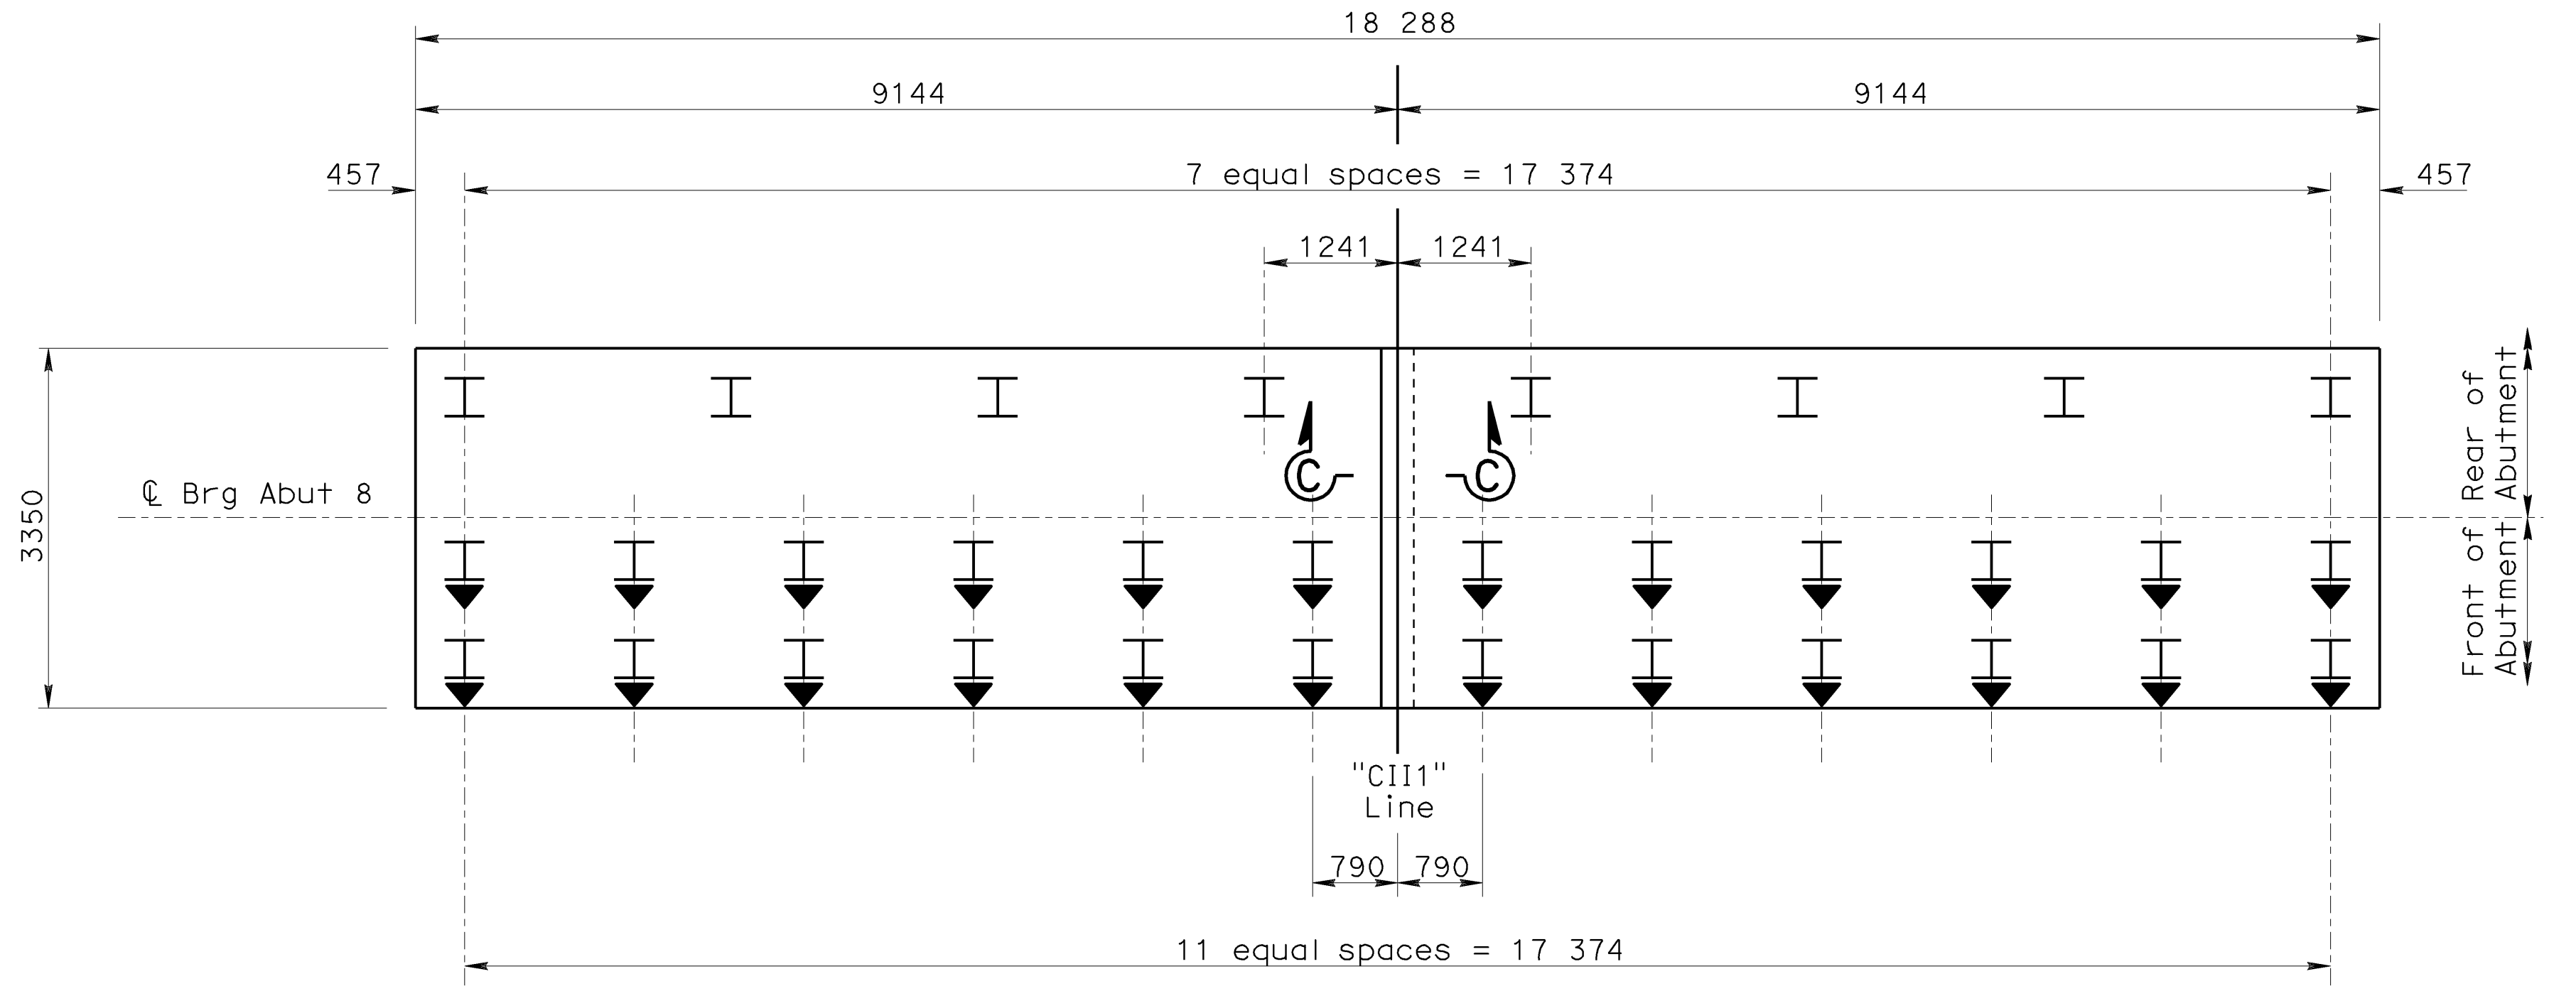 18 288
9144
9144
457
7 equal spaces = 17 374
457
1241
1241
Rear of
Abutment
C
C
℄ Brg Abut 8
3350
Front of
Abutment
"CII1"
Line
790
790
11 equal spaces = 17 374